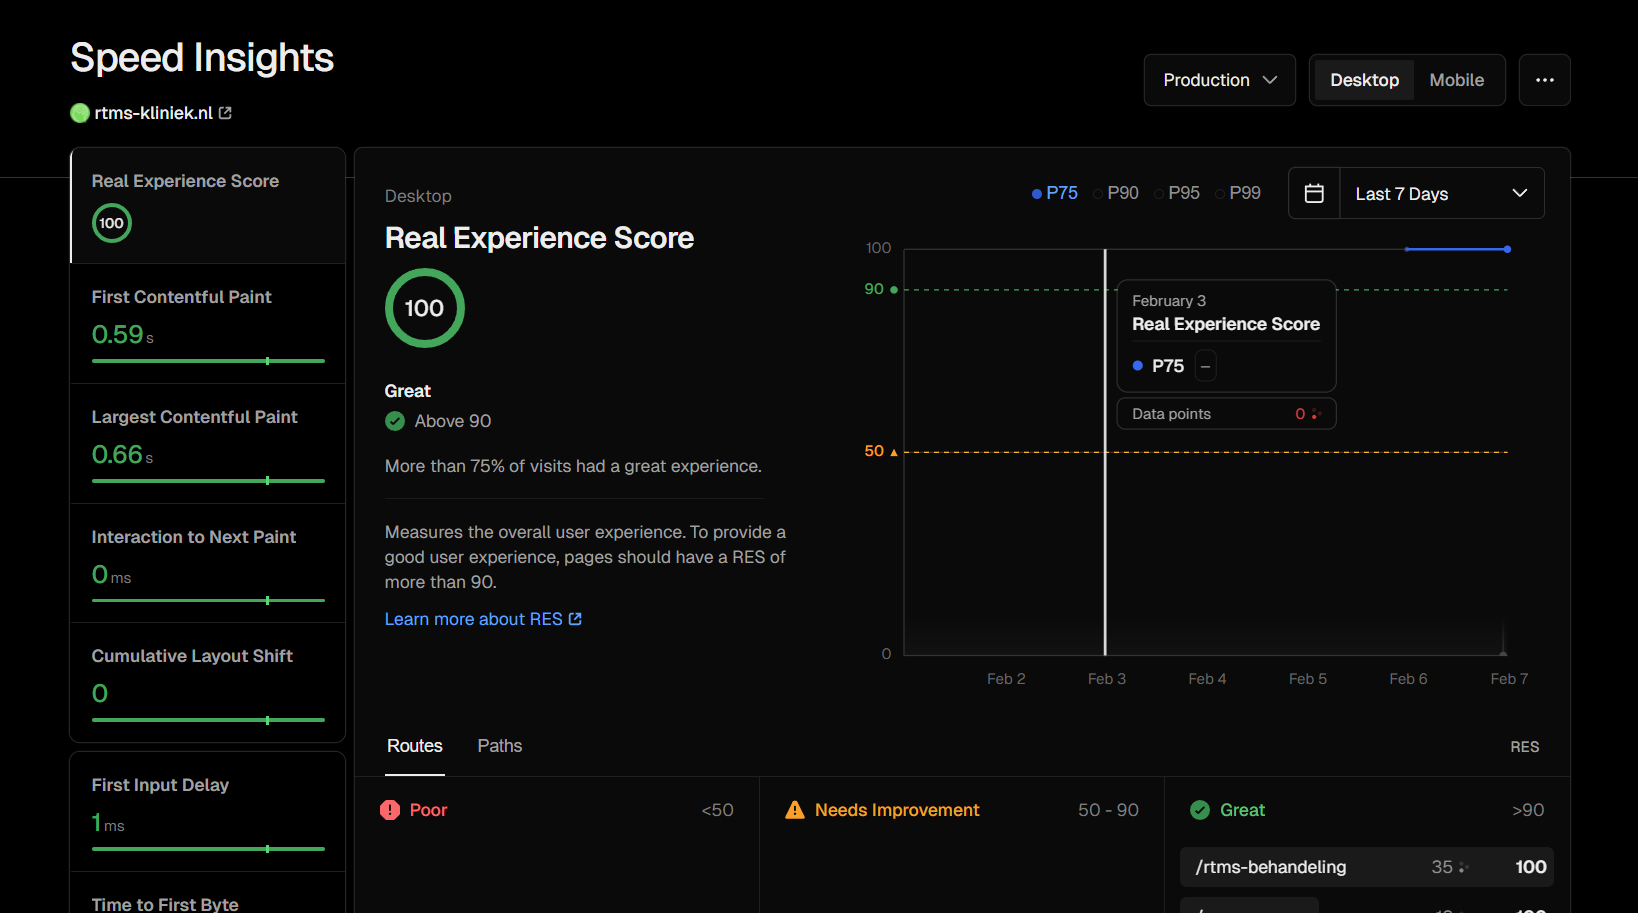 Speed Insights
rtms-kliniek.nl
Production
Desktop
Mobile
Real Experience Score
100
First Contentful Paint
0.59 s
Largest Contentful Paint
0.66 s
Interaction to Next Paint
0 ms
Cumulative Layout Shift
0
First Input Delay
1 ms
Time to First Byte
Desktop
Real Experience Score
100
Great
Above 90
More than 75% of visits had a great experience.
Measures the overall user experience. To provide a
good user experience, pages should have a RES of
more than 90.
Learn more about RES
P75 P90 P95 P99
Last 7 Days
100
90
50
0
February 3
Real Experience Score
P75 –
Data points 0
Feb 2 Feb 3 Feb 4 Feb 5 Feb 6 Feb 7
Routes Paths RES
Poor <50
Needs Improvement 50 - 90
Great >90
/rtms-behandeling 35 100